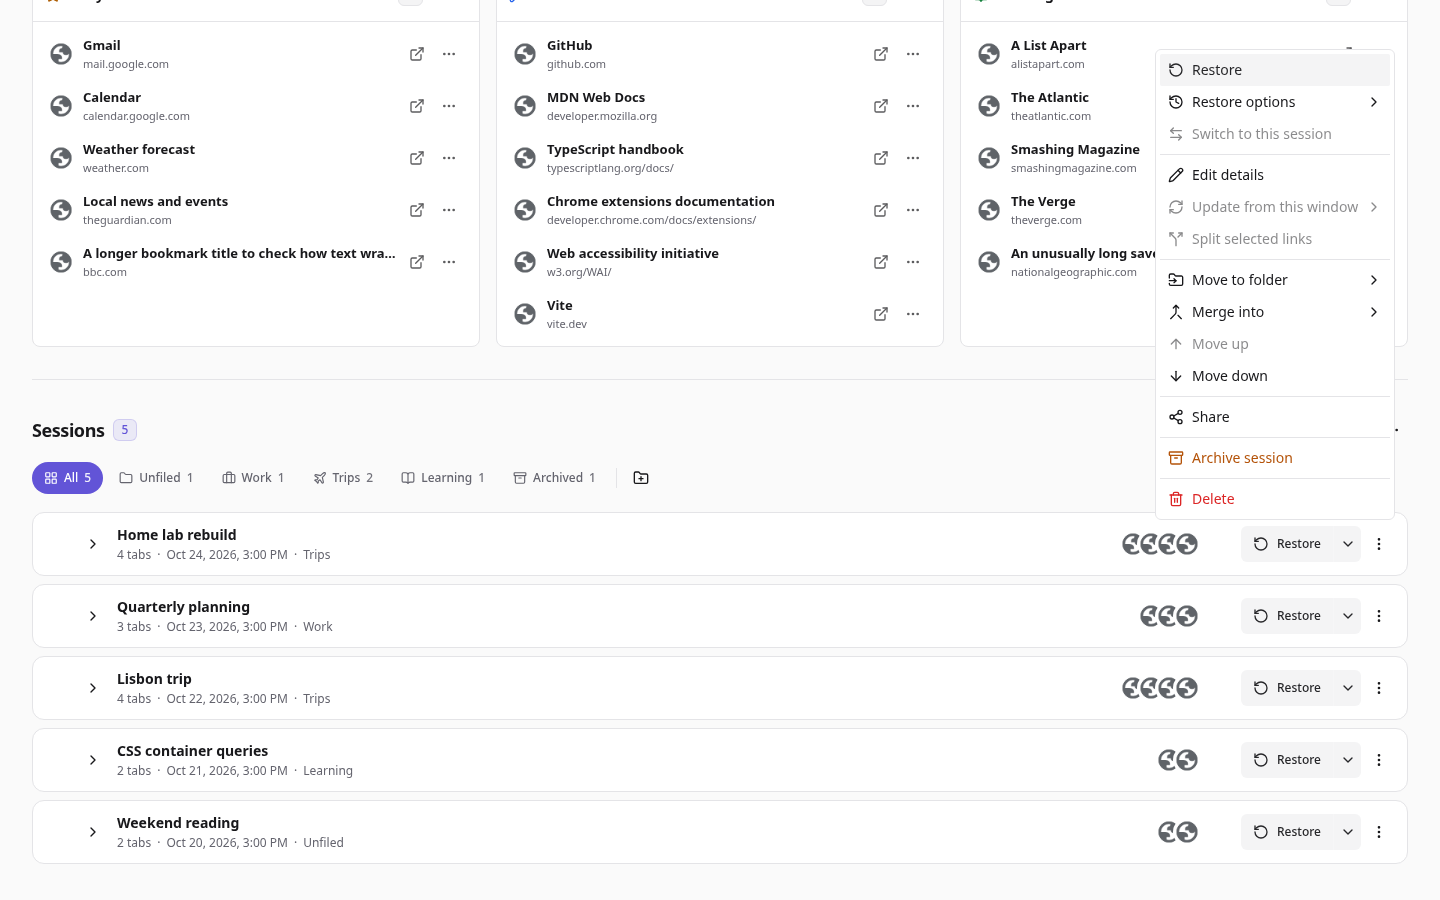 Gmail
mail.google.com
Calendar
calendar.google.com
Weather forecast
weather.com
Local news and events
theguardian.com
A longer bookmark title to check how text wra...
bbc.com
GitHub
github.com
MDN Web Docs
developer.mozilla.org
TypeScript handbook
typescriptlang.org/docs/
Chrome extensions documentation
developer.chrome.com/docs/extensions/
Web accessibility initiative
w3.org/WAI/
Vite
vite.dev
A List Apart
alistapart.com
The Atlantic
theatlantic.com
Smashing Magazine
smashingmagazine.com
The Verge
theverge.com
An unusually long save
nationalgeographic.com
Restore
Restore options
Switch to this session
Edit details
Update from this window
Split selected links
Move to folder
Merge into
Move up
Move down
Share
Archive session
Delete
Sessions 5
All 5 Unfiled 1 Work 1 Trips 2 Learning 1 Archived 1
Home lab rebuild
4 tabs · Oct 24, 2026, 3:00 PM · Trips
Restore
Quarterly planning
3 tabs · Oct 23, 2026, 3:00 PM · Work
Restore
Lisbon trip
4 tabs · Oct 22, 2026, 3:00 PM · Trips
Restore
CSS container queries
2 tabs · Oct 21, 2026, 3:00 PM · Learning
Restore
Weekend reading
2 tabs · Oct 20, 2026, 3:00 PM · Unfiled
Restore